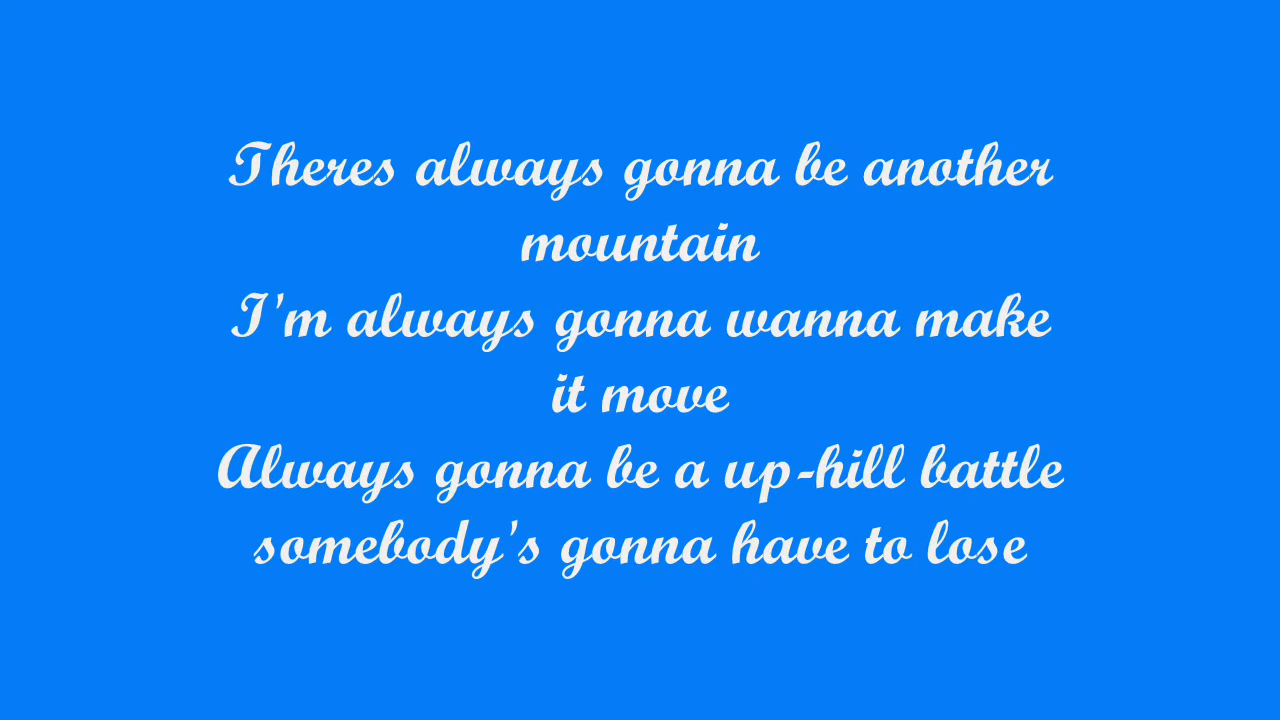 Theres always gonna be another
mountain
I'm always gonna wanna make
it move
Always gonna be a up-hill battle
somebody's gonna have to lose